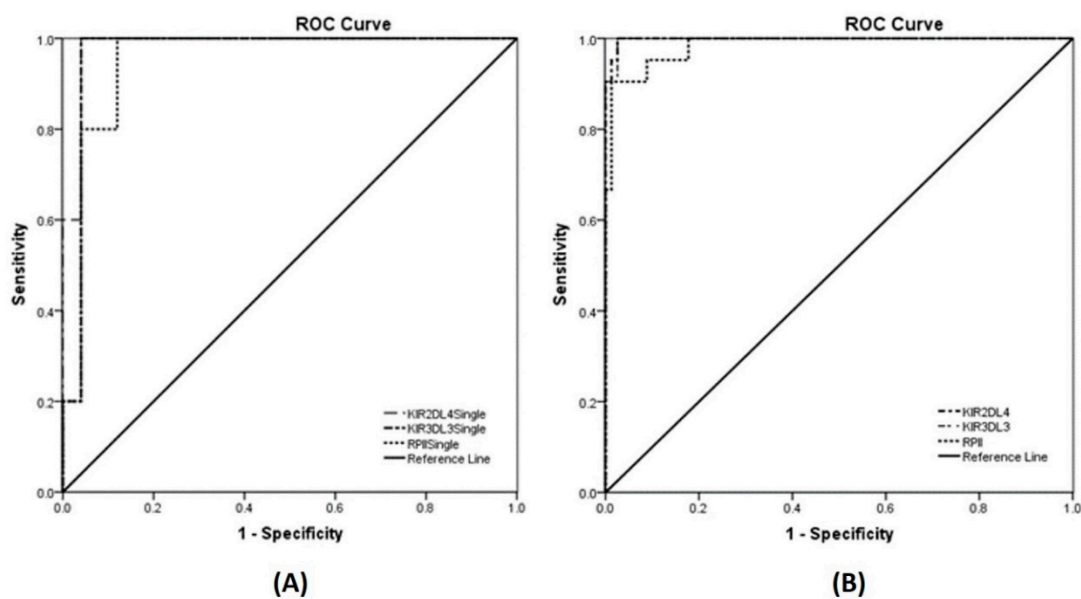 ROC Curve
1.0
0.8
0.6
0.4
0.2
0.0
Sensitivity
KIR2DL4Single
KIR3DL3Single
RPIISingle
Reference Line
0.0 0.2 0.4 0.6 0.8 1.0
1 - Specificity
(A)
ROC Curve
1.0
0.8
0.6
0.4
0.2
0.0
Sensitivity
KIR2DL4
KIR3DL3
RPII
Reference Line
0.0 0.2 0.4 0.6 0.8 1.0
1 - Specificity
(B)